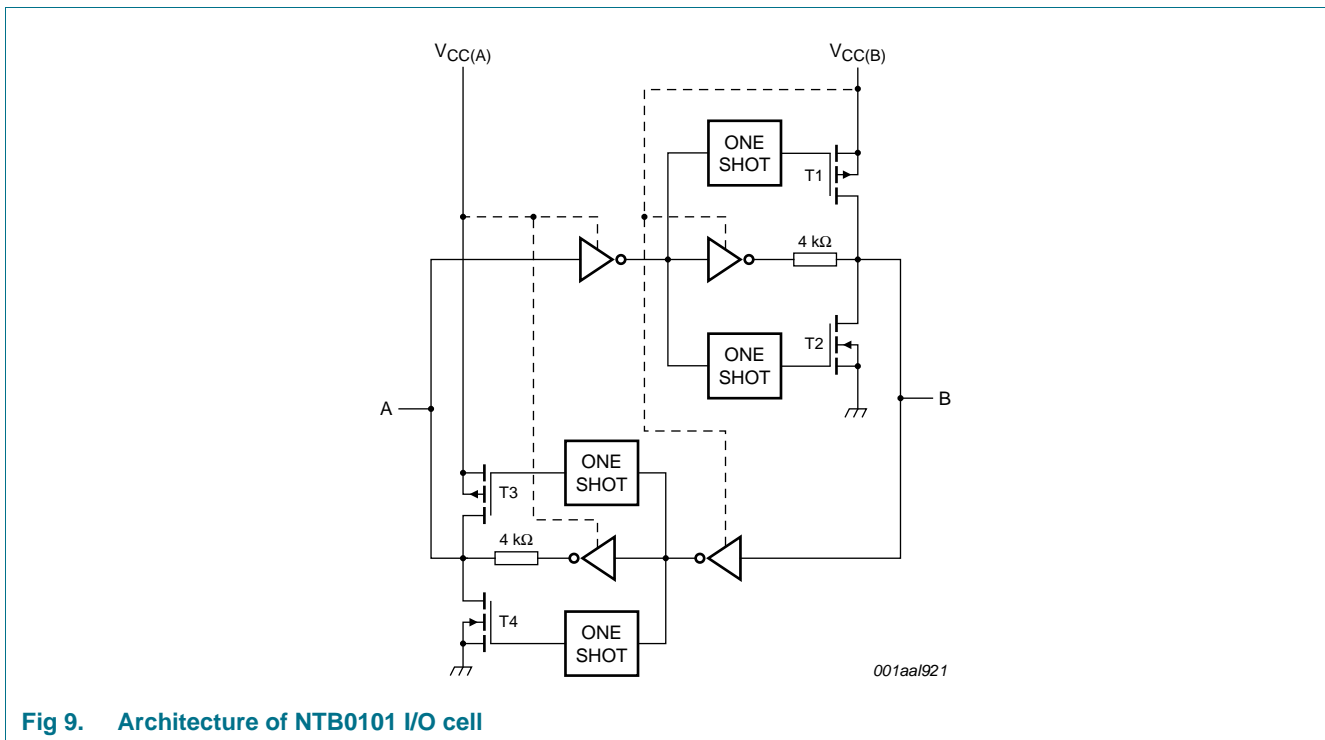 VCC(A)
VCC(B)
ONE
SHOT
T1
4 kΩ
ONE
SHOT
T2
A
B
ONE
SHOT
T3
4 kΩ
T4
ONE
SHOT
001aal921
Fig 9. Architecture of NTB0101 I/O cell